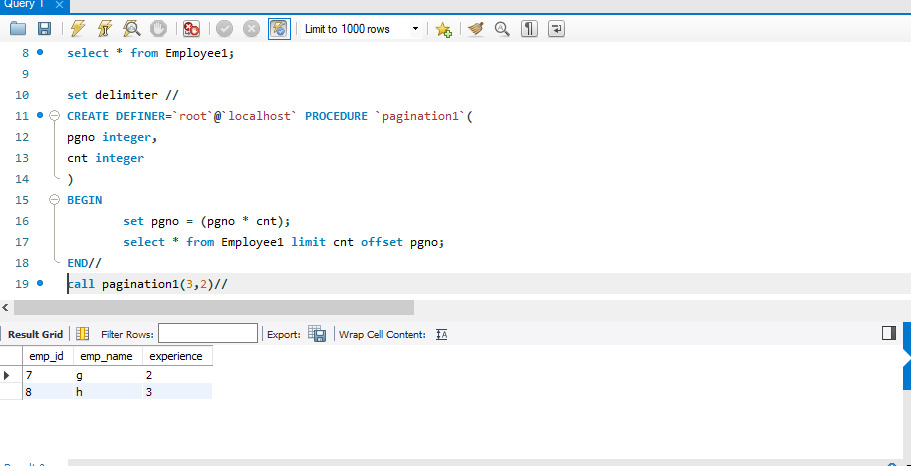 Query 1 ×
Limit to 1000 rows
8 select * from Employee1;
9
10 set delimiter //
11 CREATE DEFINER=`root`@`localhost` PROCEDURE `pagination1`(
12 pgno integer,
13 cnt integer
14 )
15 BEGIN
16 set pgno = (pgno * cnt);
17 select * from Employee1 limit cnt offset pgno;
18 END//
19 call pagination1(3,2)//
Result Grid Filter Rows: Export: Wrap Cell Content:
emp_id emp_name experience
7 g 2
8 h 3